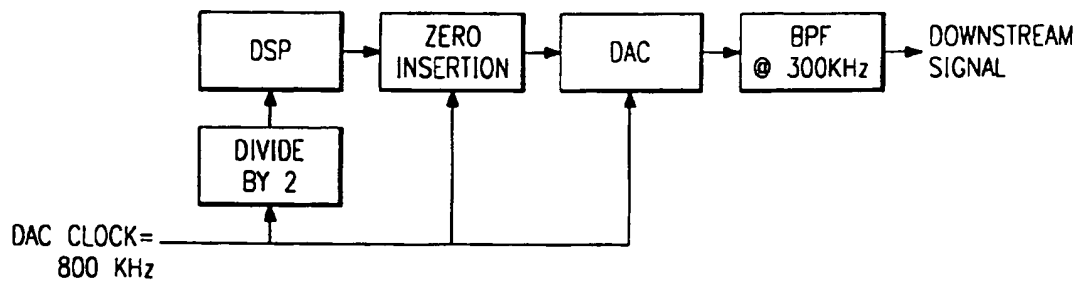 DSP
ZERO
INSERTION
DAC
BPF
@ 300KHz
DOWNSTREAM
SIGNAL
DIVIDE
BY 2
DAC CLOCK=
800 KHz